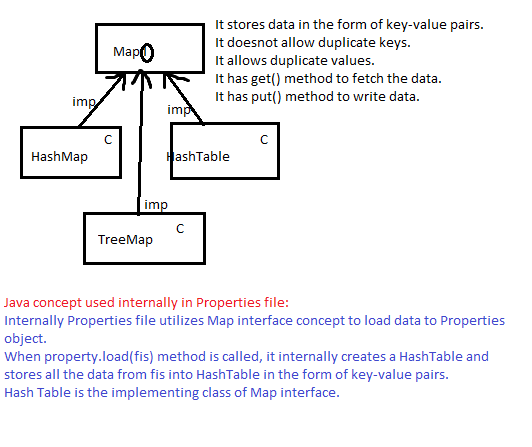 It stores data in the form of key-value pairs.
It doesnot allow duplicate keys.
It allows duplicate values.
It has get() method to fetch the data.
It has put() method to write data.
Map I
imp
imp
C
HashMap
C
HashTable
imp
C
TreeMap
Java concept used internally in Properties file:
Internally Properties file utilizes Map interface concept to load data to Properties
object.
When property.load(fis) method is called, it internally creates a HashTable and
stores all the data from fis into HashTable in the form of key-value pairs.
Hash Table is the implementing class of Map interface.